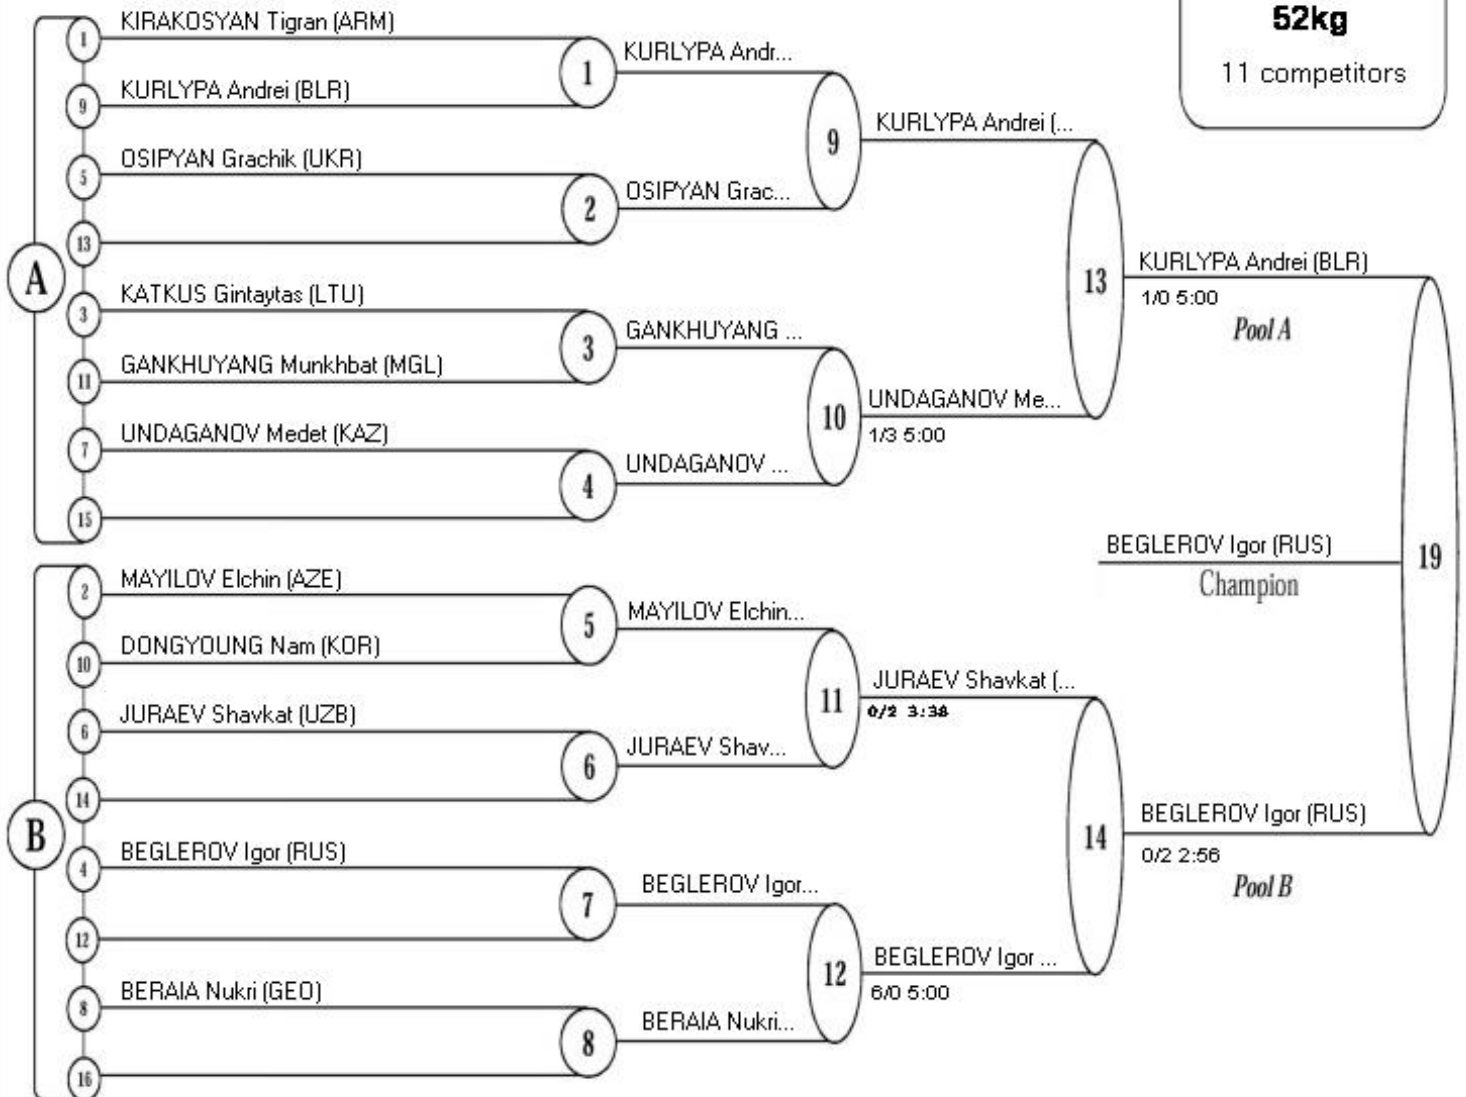 52kg
11 competitors
A
1
KIRAKOSYAN Tigran (ARM)
9
KURLYPA Andrei (BLR)
5
OSIPYAN Grachik (UKR)
13
3
KATKUS Gintaytas (LTU)
11
GANKHUYANG Munkhbat (MGL)
7
UNDAGANOV Medet (KAZ)
15
1
KURLYPA Andr...
2
OSIPYAN Grac...
3
GANKHUYANG ...
4
UNDAGANOV ...
9
KURLYPA Andrei (...
10
UNDAGANOV Me...
1/3 5:00
13
KURLYPA Andrei (BLR)
1/0 5:00
Pool A
B
2
MAYILOV Elchin (AZE)
10
DONGYOUNG Nam (KOR)
6
JURAEV Shavkat (UZB)
14
4
BEGLEROV Igor (RUS)
12
8
BERAIA Nukri (GEO)
16
5
MAYILOV Elchin...
6
JURAEV Shav...
7
BEGLEROV Igor...
8
BERAIA Nukri...
11
JURAEV Shavkat (...
0/2 3:38
12
BEGLEROV Igor ...
6/0 5:00
14
BEGLEROV Igor (RUS)
0/2 2:56
Pool B
19
BEGLEROV Igor (RUS)
Champion